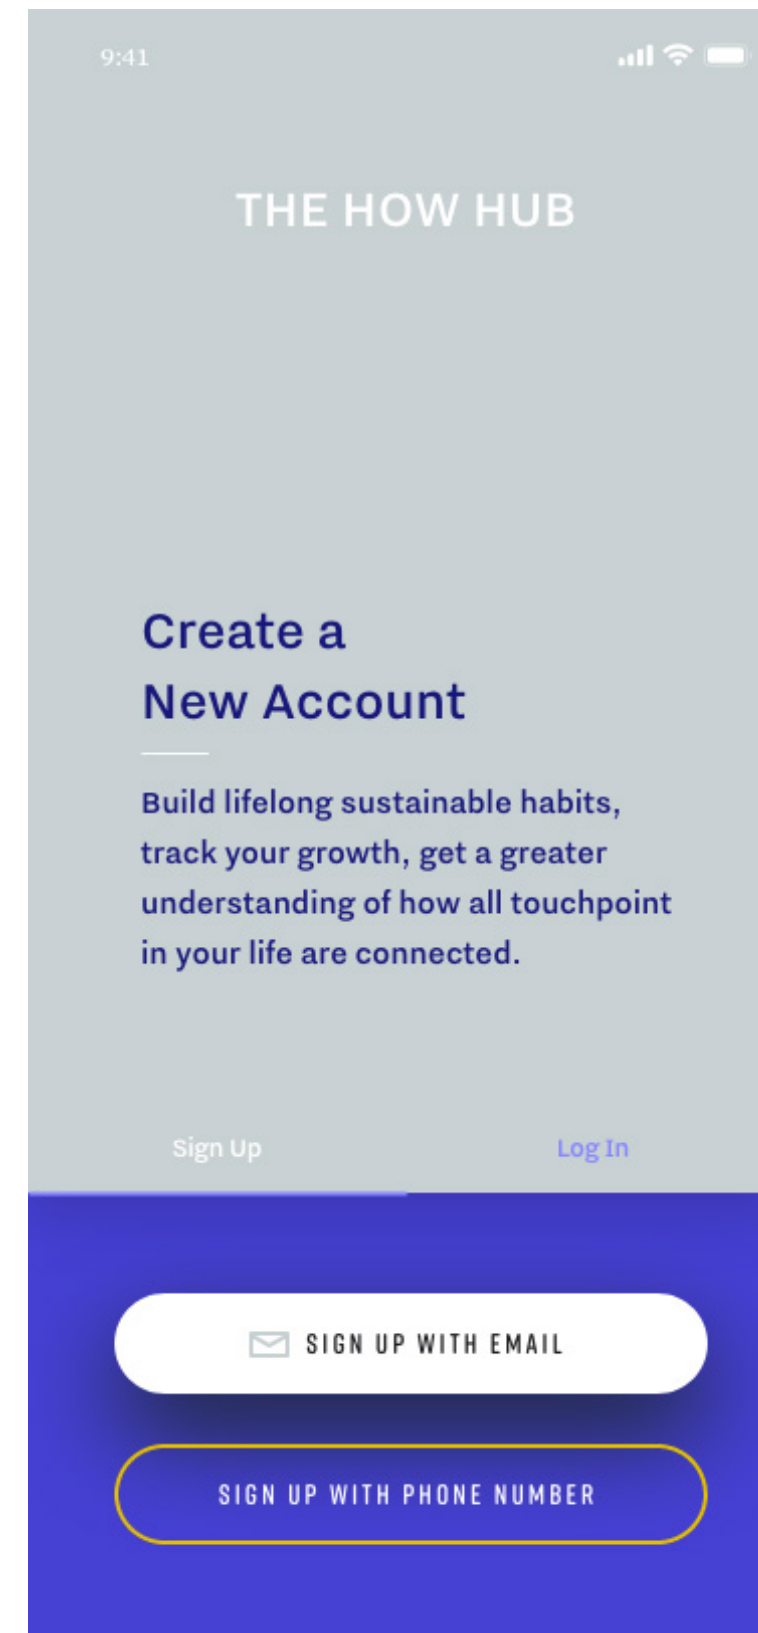 9:41
THE HOW HUB
Create a
New Account
Build lifelong sustainable habits,
track your growth, get a greater
understanding of how all touchpoint
in your life are connected.
Sign Up
Log In
SIGN UP WITH EMAIL
SIGN UP WITH PHONE NUMBER